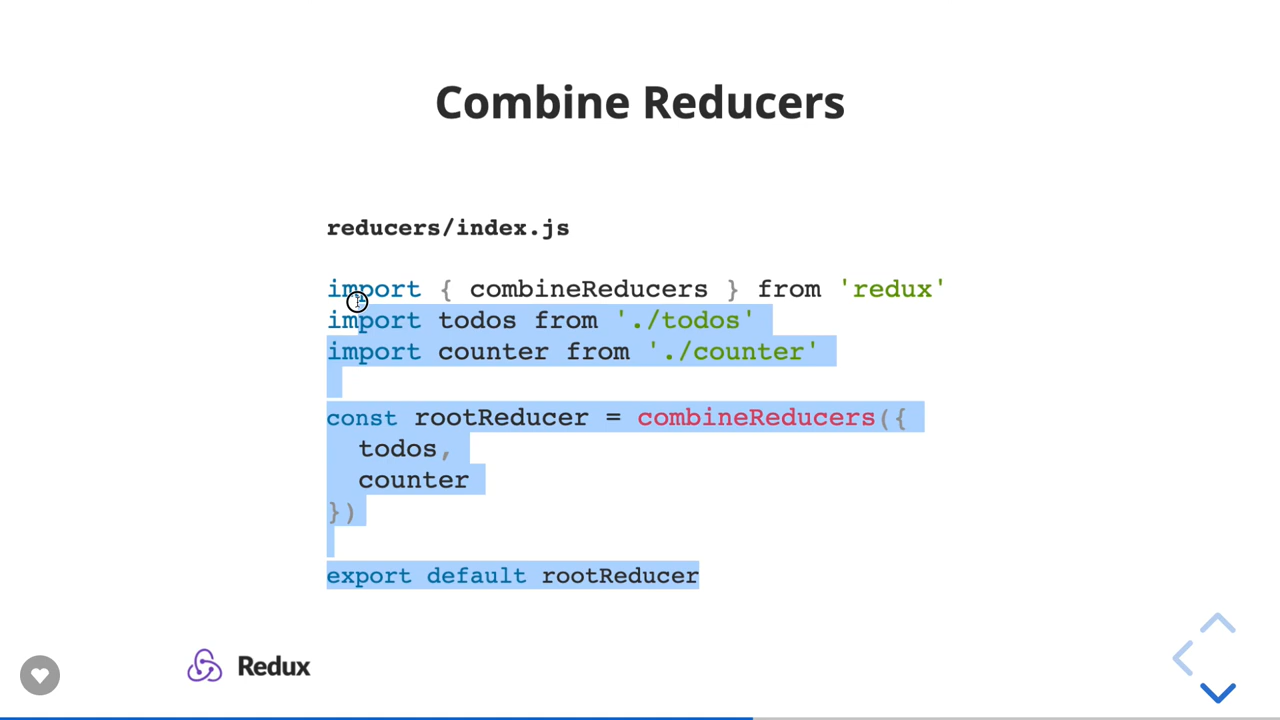 Combine Reducers
reducers/index.js
import { combineReducers } from 'redux'
import todos from './todos'
import counter from './counter'
const rootReducer = combineReducers({
  todos,
  counter
})
export default rootReducer
Redux